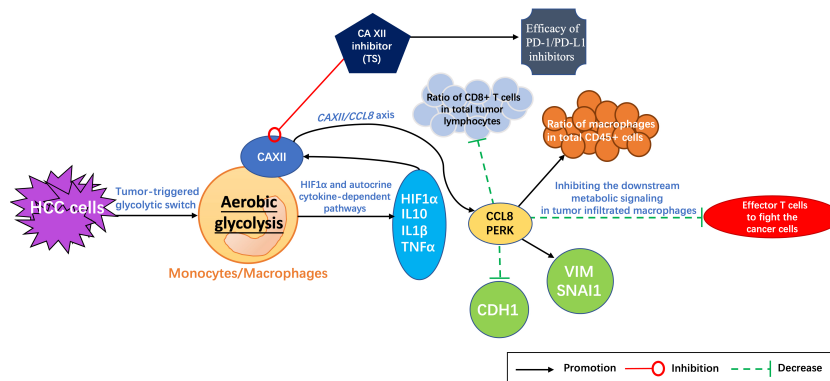 CA XII
inhibitor
(TS)
Efficacy of
PD-1/PD-L1
inhibitors
CAXII/CCL8 axis
Ratio of CD8+ T cells
in total tumor
lymphocytes
Ratio of macrophages
in total CD45+ cells
CAXII
HCC cells
Tumor-triggered
glycolytic switch
Aerobic
glycolysis
Monocytes/Macrophages
HIF1α and autocrine
cytokine-dependent
pathways
HIF1α
IL10
IL1β
TNFα
CCL8
PERK
Inhibiting the downstream
metabolic signaling
in tumor infiltrated macrophages
Effector T cells
to fight the
cancer cells
CDH1
VIM
SNAI1
Promotion
Inhibition
Decrease